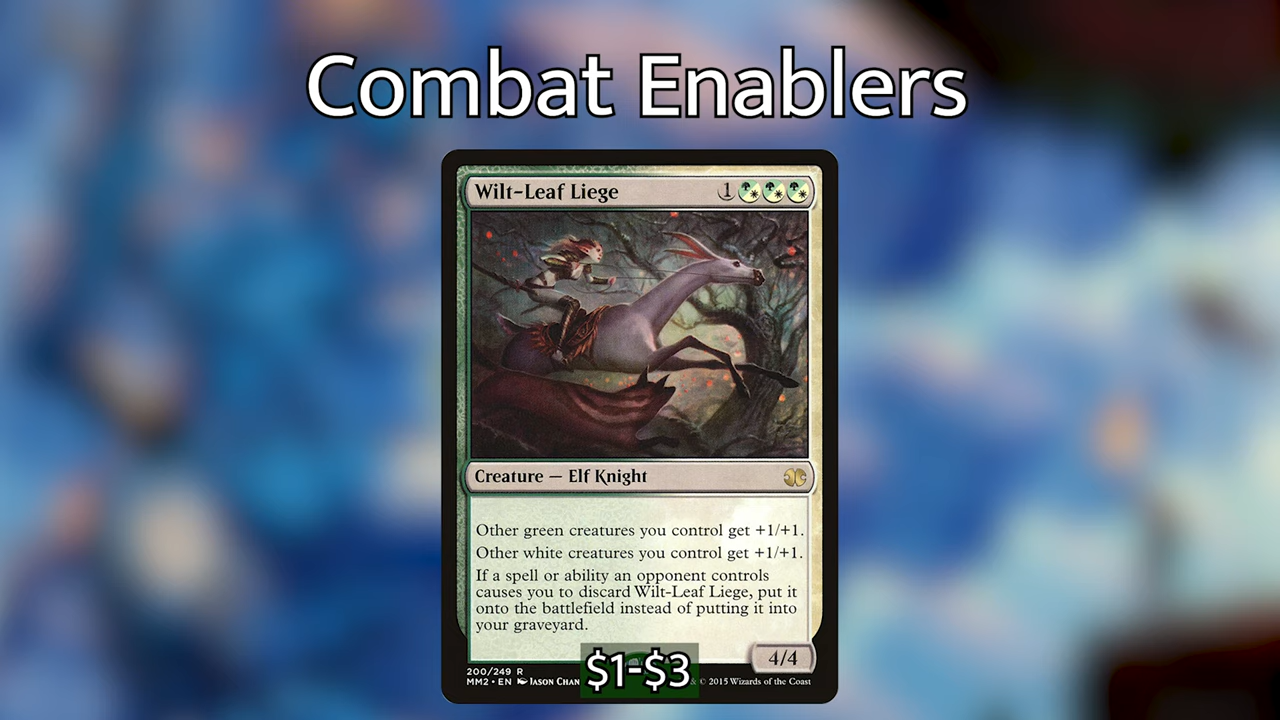 Combat Enablers
Wilt-Leaf Liege 1
Creature — Elf Knight
Other green creatures you control get +1/+1.
Other white creatures you control get +1/+1.
If a spell or ability an opponent controls
causes you to discard Wilt-Leaf Liege, put it
onto the battlefield instead of putting it into
your graveyard.
4/4
$1-$3
200/249 R
MM2 • EN Jason Chan & © 2015 Wizards of the Coast